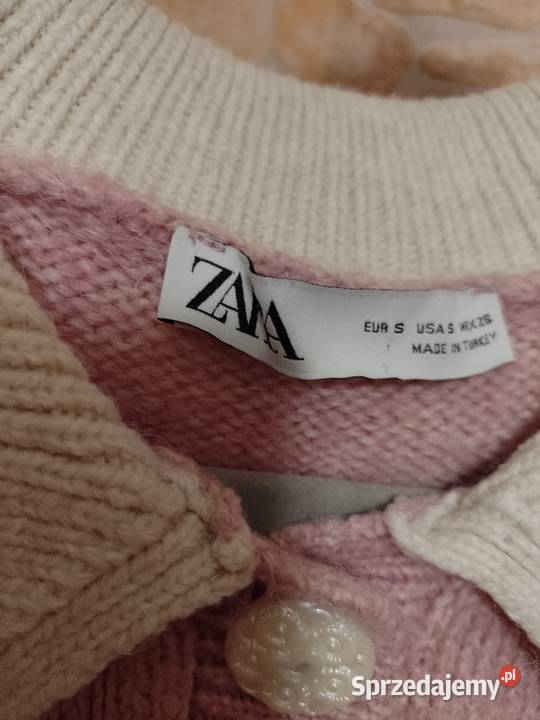 ZARA
EUR S USA S MEX 26
MADE IN TURKEY
Sprzedajemy.pl